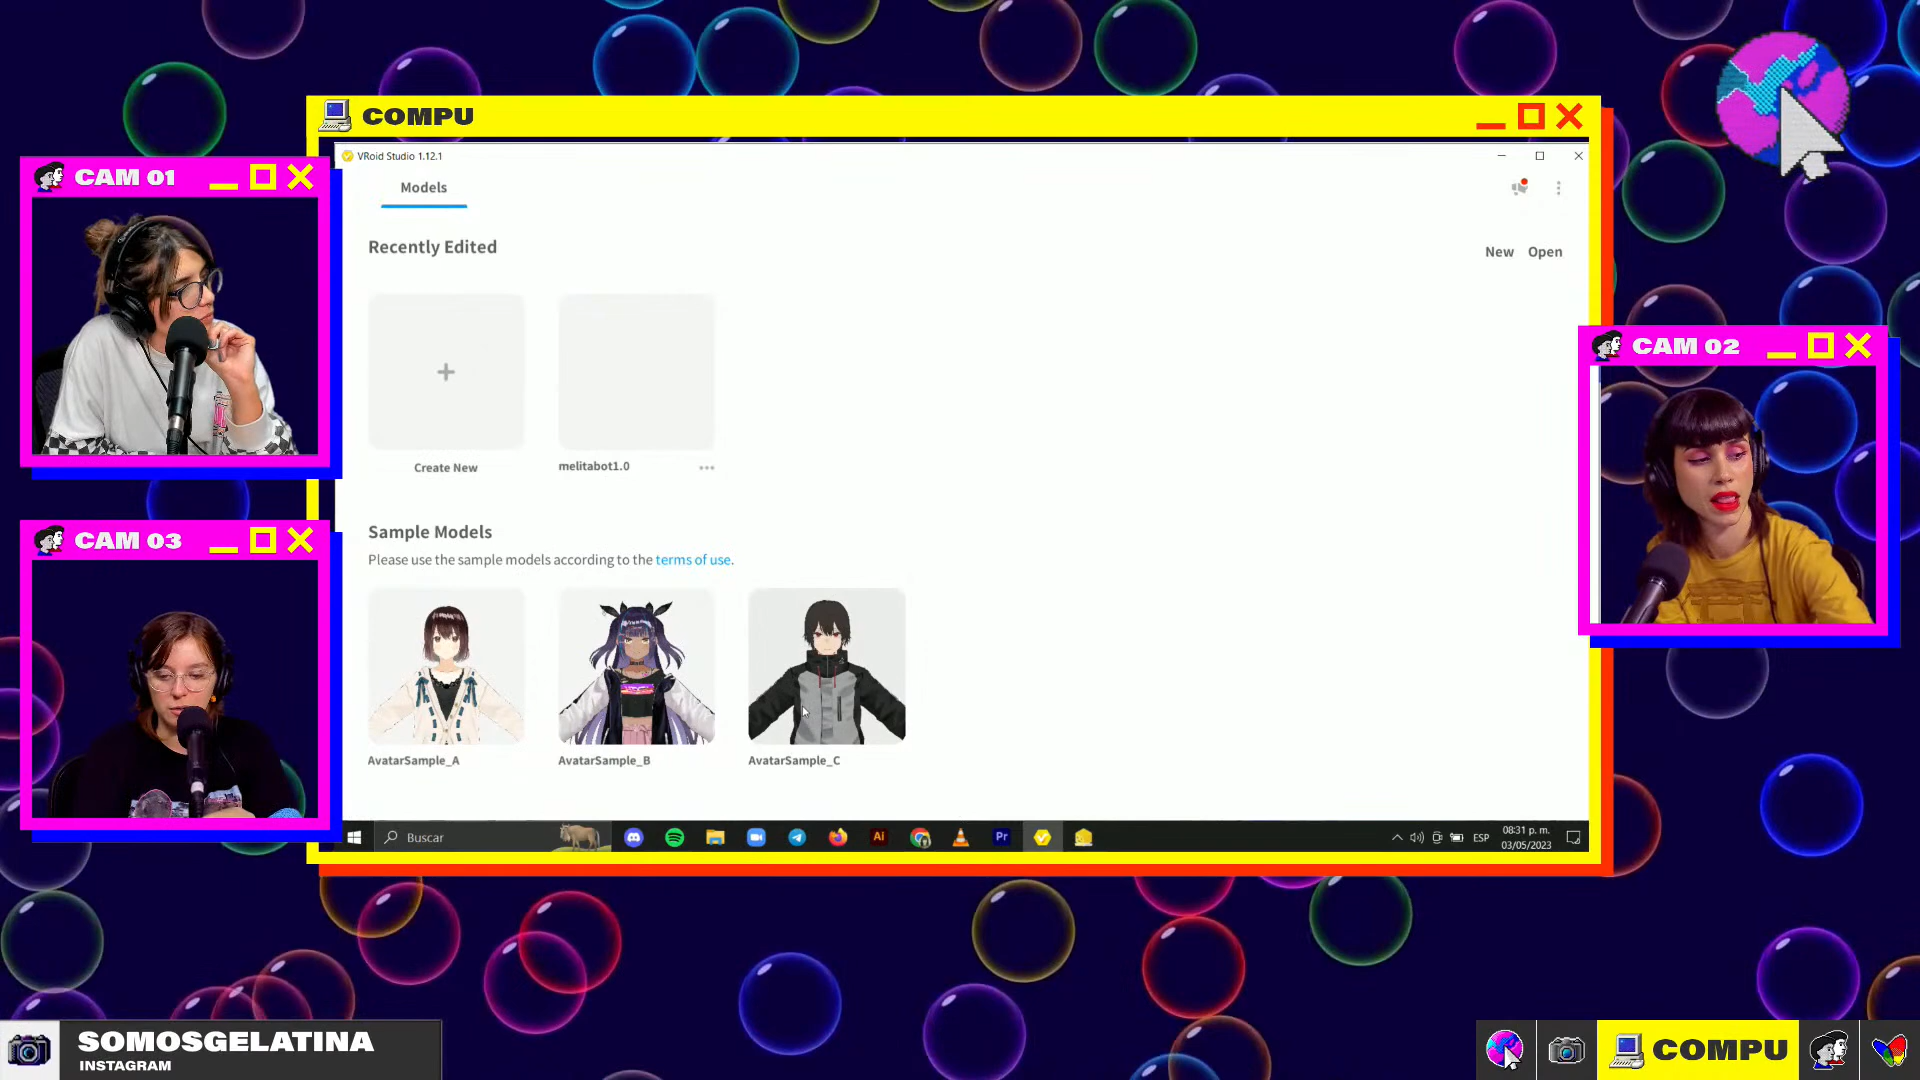 COMPU
CAM 01
VRoid Studio 1.12.1
Models
Recently Edited
New
Open
CAM 02
Create New
melitabot1.0
CAM 03
Sample Models
Please use the sample models according to the terms of use.
AvatarSample_A
AvatarSample_B
AvatarSample_C
Buscar
Ai
Pr
ESP
08:31 p. m.
03/05/2023
SOMOSGELATINA
INSTAGRAM
COMPU